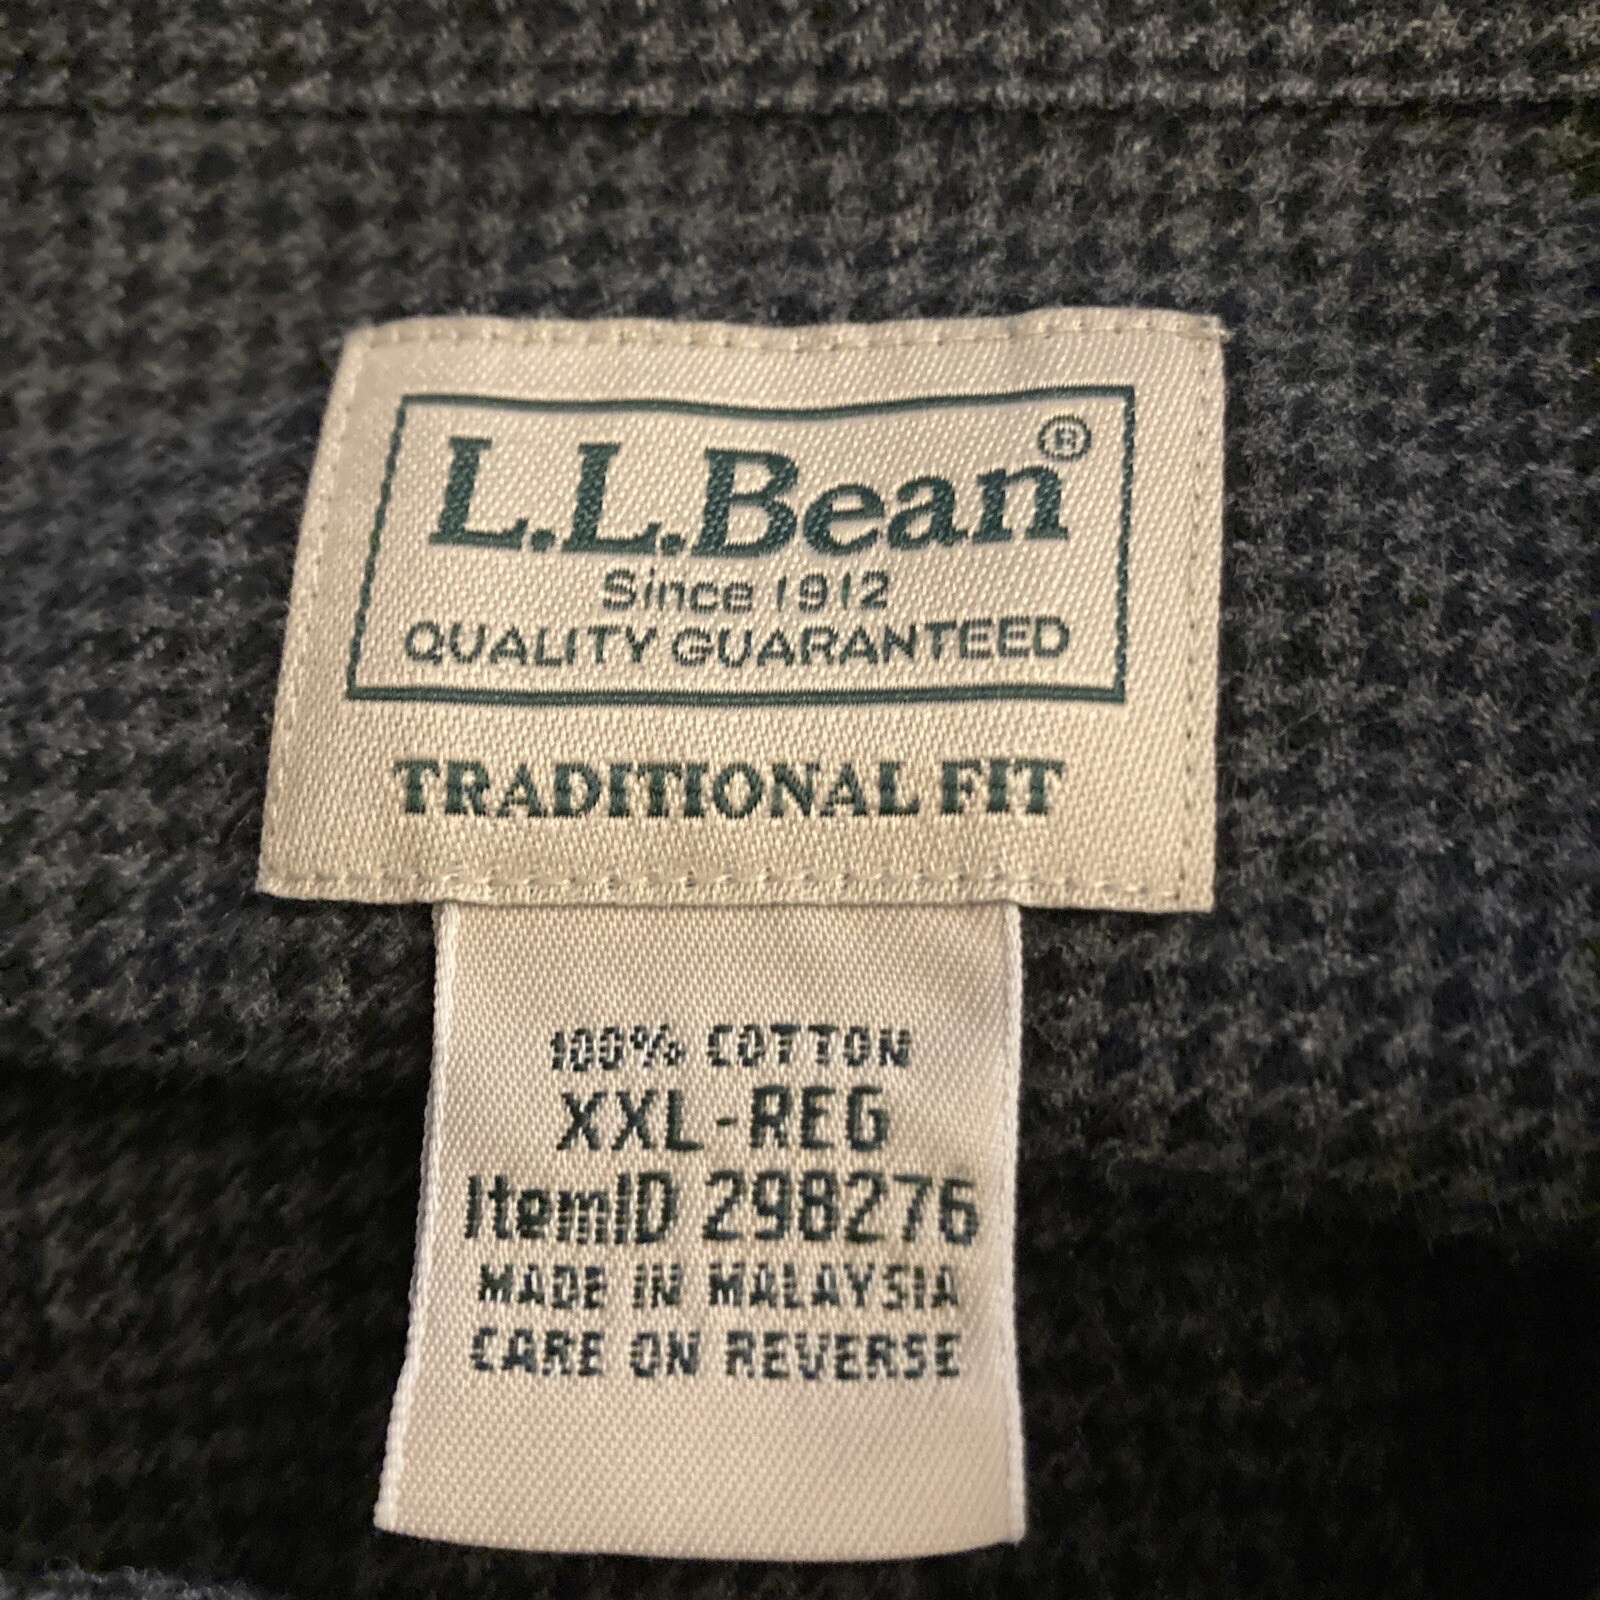 L.L.Bean®
Since 1912
QUALITY GUARANTEED
TRADITIONAL FIT
100% COTTON
XXL-REG
ItemID 298276
MADE IN MALAYSIA
CARE ON REVERSE